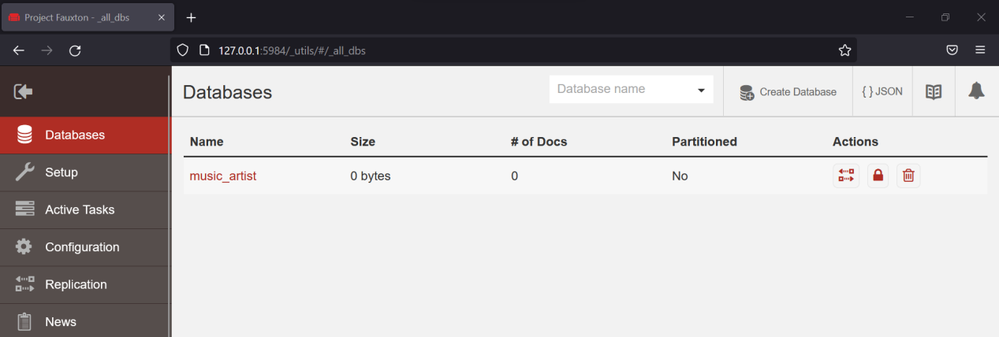 Project Fauxton - _all_dbs
127.0.0.1:5984/_utils/#/_all_dbs
Databases
Database name
Create Database
{ } JSON
Databases
Setup
Active Tasks
Configuration
Replication
News
Name Size # of Docs Partitioned Actions
music_artist 0 bytes 0 No